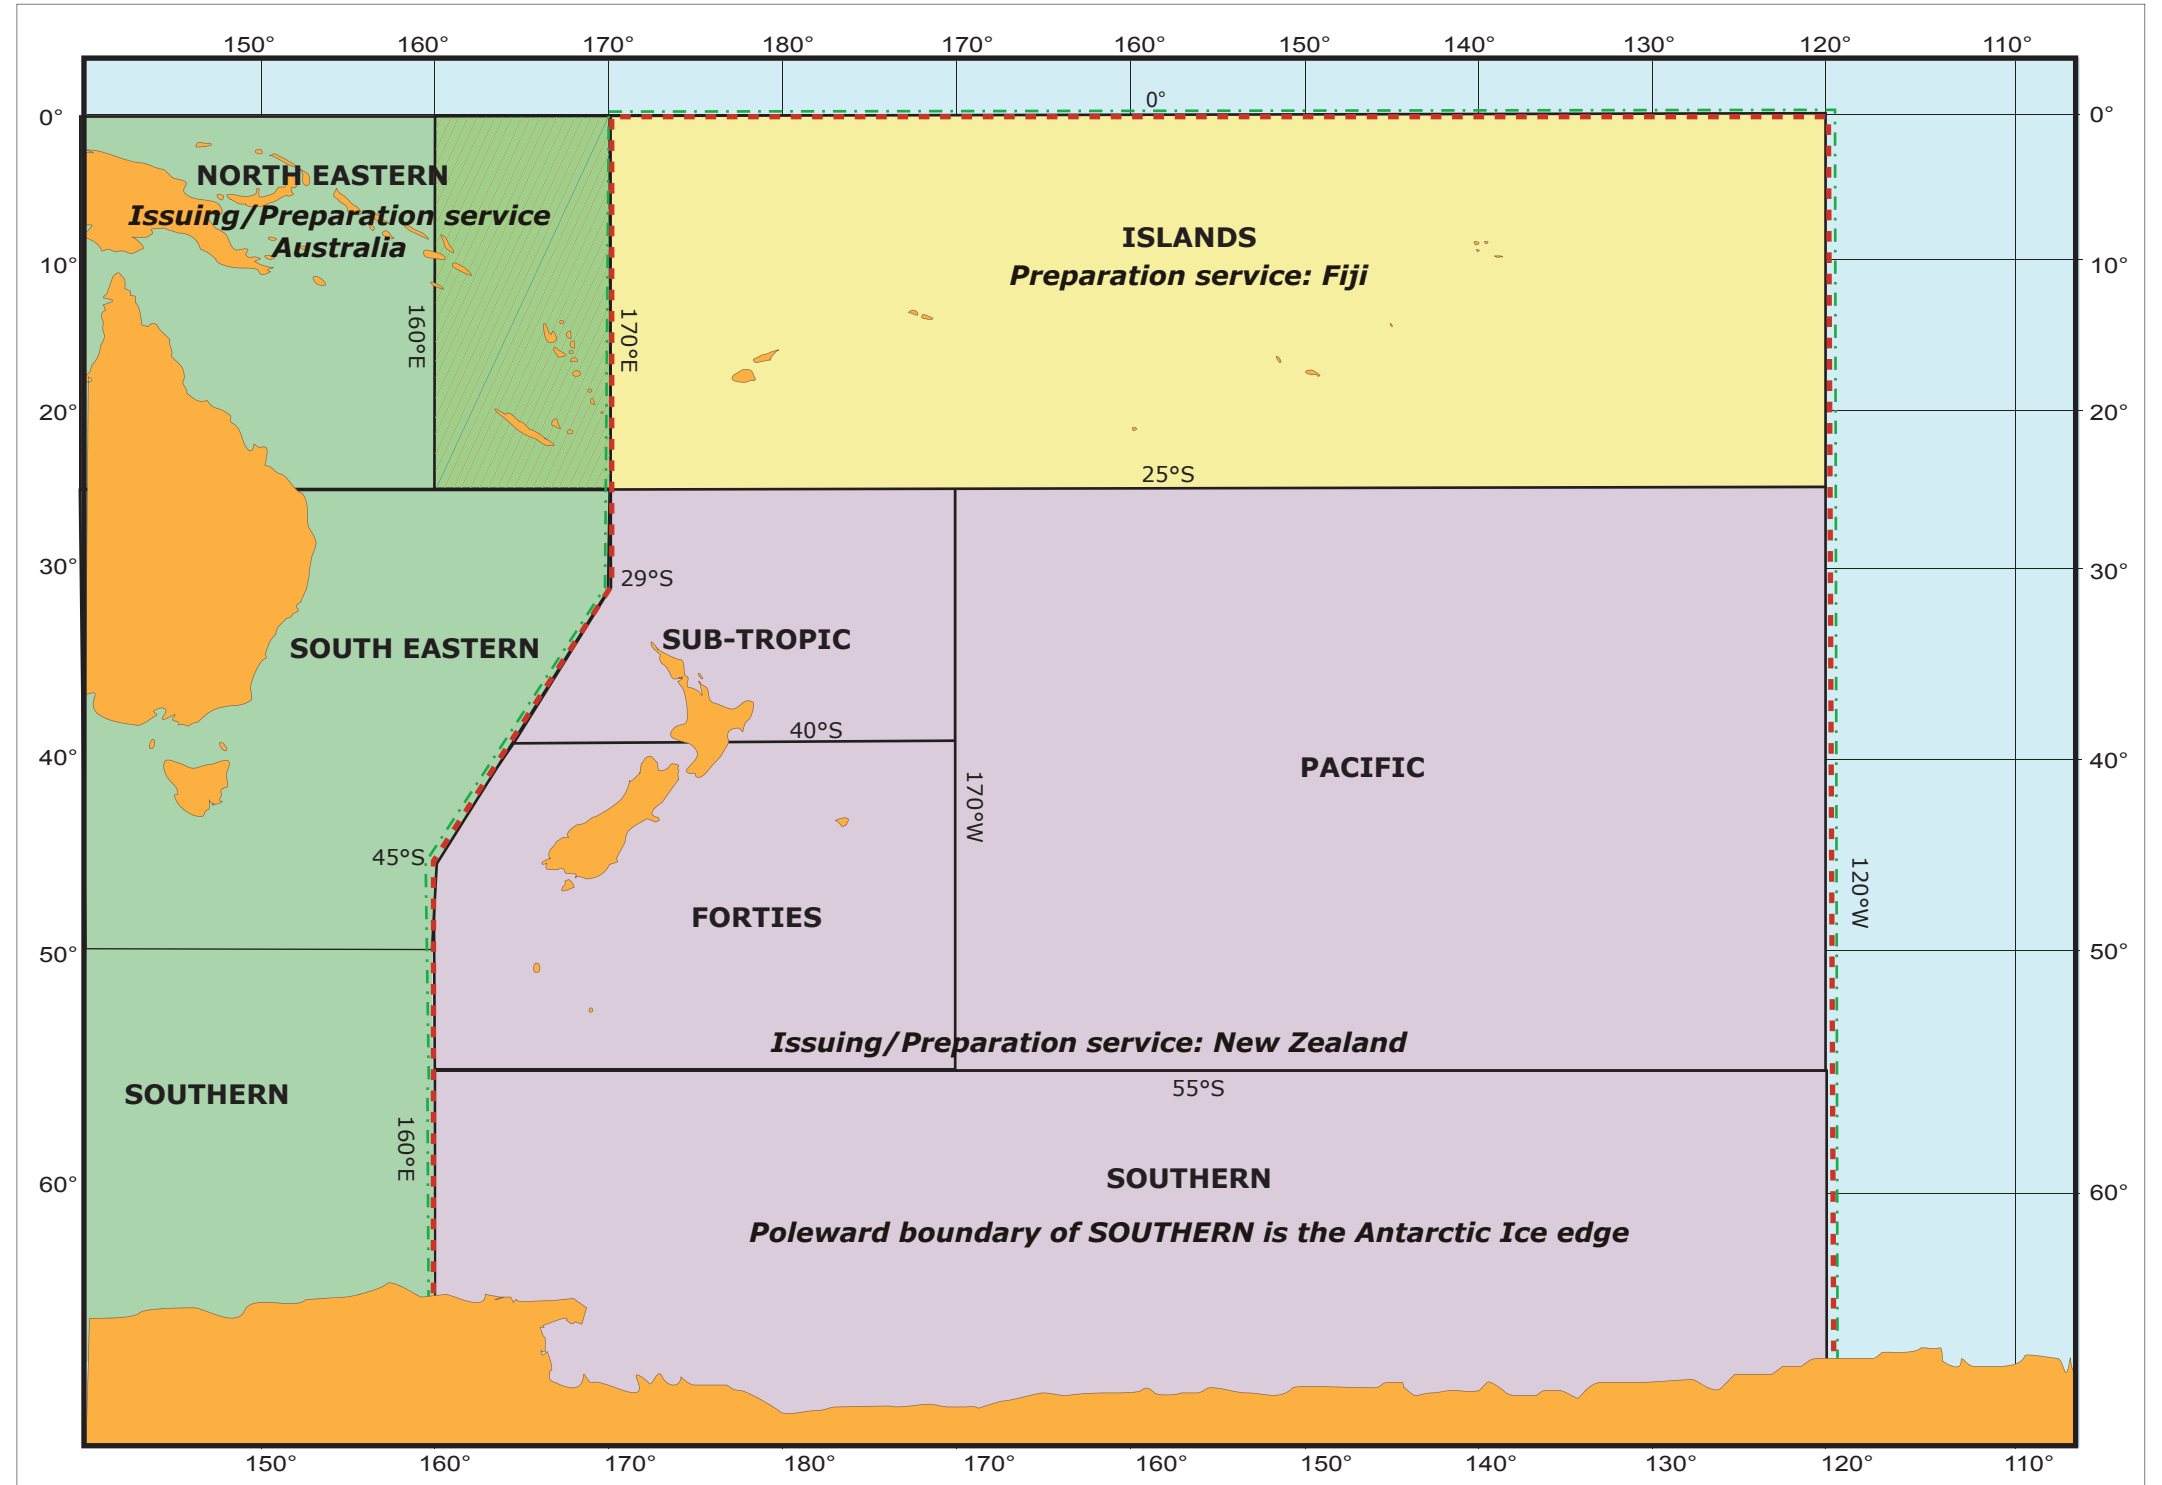 150° 160° 170° 180° 170° 160° 150° 140° 130° 120° 110°
0°
0° 0°
NORTH EASTERN
Issuing/Preparation service
Australia
ISLANDS
Preparation service: Fiji
10° 10°
160°E
170°E
20° 20°
25°S
30° 30°
29°S
SUB-TROPIC
SOUTH EASTERN
40°S
40° 40°
PACIFIC
170°W
45°S
120°W
FORTIES
50° 50°
Issuing/Preparation service: New Zealand
55°S
SOUTHERN
160°E
60° 60°
SOUTHERN
Poleward boundary of SOUTHERN is the Antarctic Ice edge
150° 160° 170° 180° 170° 160° 150° 140° 130° 120° 110°